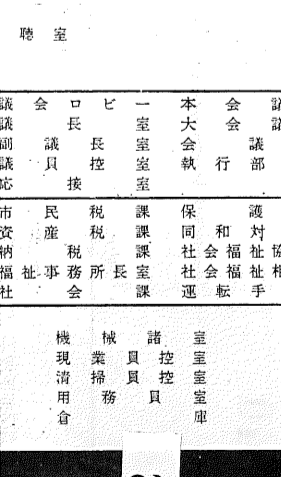 聴室
議会ロビー 本会議
議長室 大会議
副議長室 会議
議員控室 執行部
応接室
市民税課 保護
資産税課 同和対
納税課 社会福祉協
福祉事務所長室 社会福祉相
社会課 運転手
機械諸室
現業員控室
清掃員控室
用務員室
倉庫